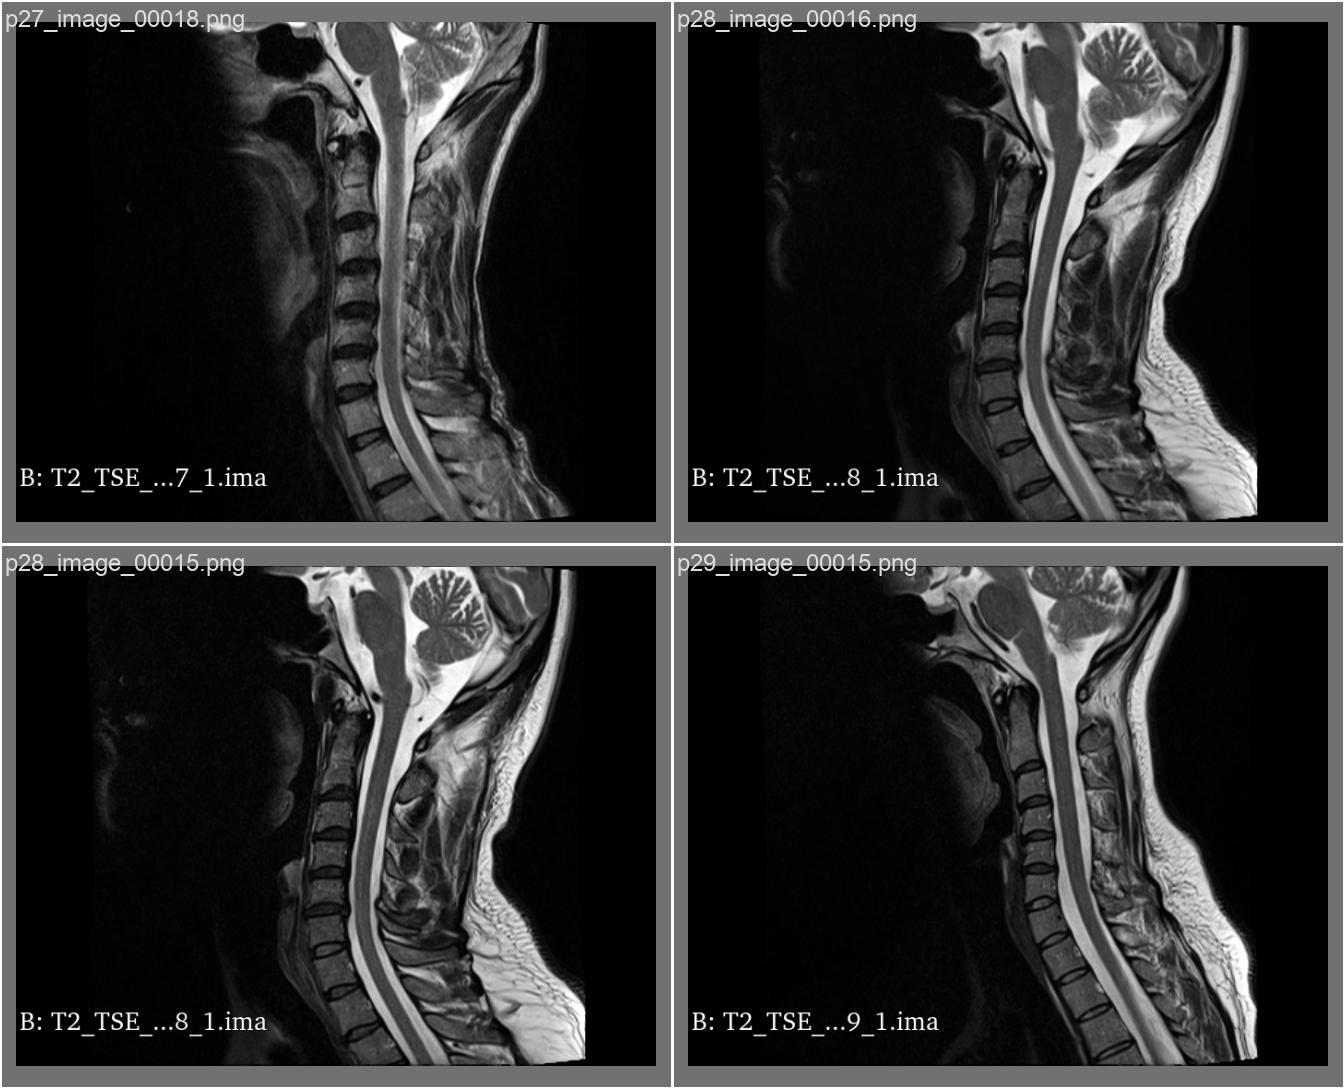 p27_image_00018.png
p28_image_00016.png
B: T2_TSE_...7_1.ima
B: T2_TSE_...8_1.ima
p28_image_00015.png
p29_image_00015.png
B: T2_TSE_...8_1.ima
B: T2_TSE_...9_1.ima